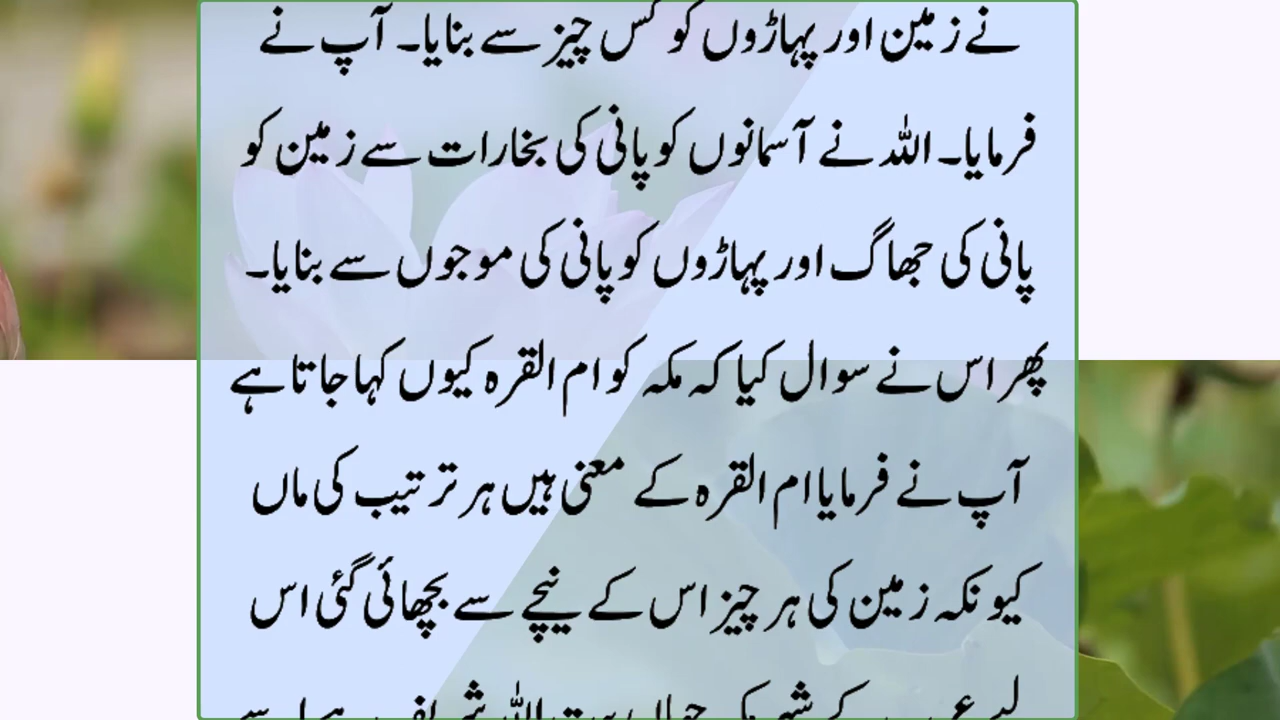 نے زمین اور پہاڑوں کو کس چیز سے بنایا۔ آپ نے
فرمایا۔ اللہ نے آسمانوں کو پانی کی بخارات سے زمین کو
پانی کی جھاگ اور پہاڑوں کو پانی کی موجوں سے بنایا۔
پھر اس نے سوال کیا کہ مکہ کو ام القرہ کیوں کہا جاتا ہے
آپ نے فرمایا ام القرہ کے معنی ہیں ہر ترتیب کی ماں
کیونکہ زمین کی ہر چیز اس کے نیچے سے بچھائی گئی اس